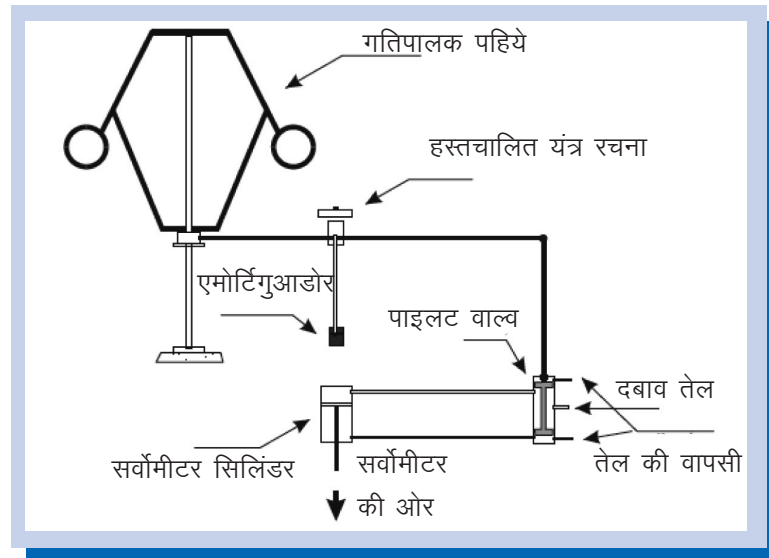 गतिपालक पहिये
हस्तचालित यंत्र रचना
एमोर्टिगुआडोर
पाइलट वाल्व
दबाव तेल
सर्वोमीटर सिलिंडर
सर्वोमीटर
की ओर
तेल की वापसी